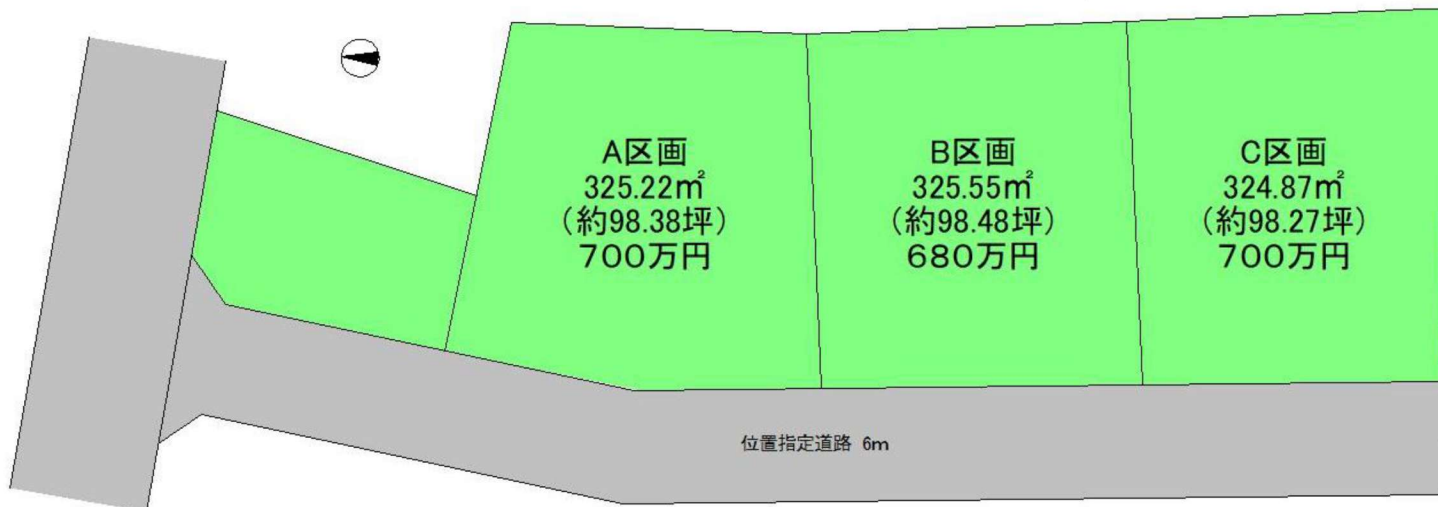 A区画
325.22㎡
(約98.38坪)
700万円
B区画
325.55㎡
(約98.48坪)
680万円
C区画
324.87㎡
(約98.27坪)
700万円
位置指定道路 6m